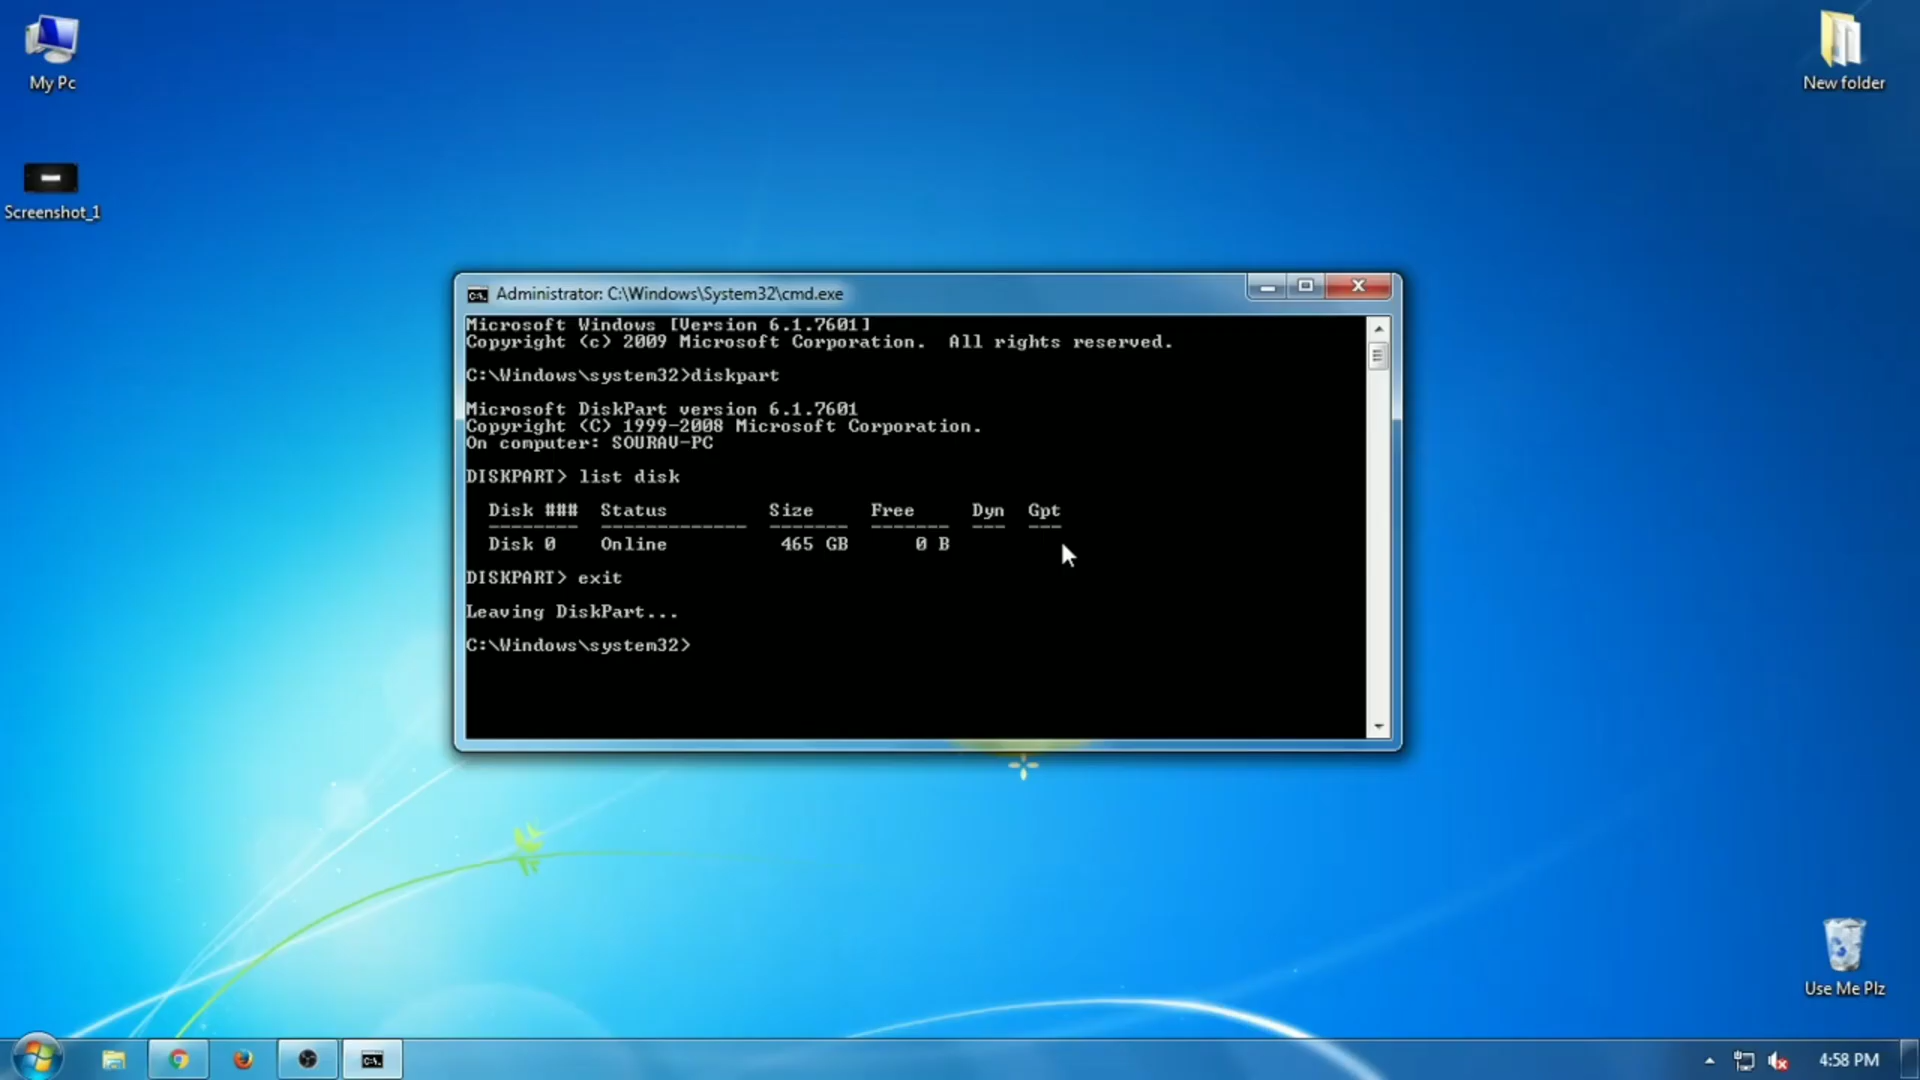 My Pc
New folder
Screenshot_1
Administrator: C:\Windows\System32\cmd.exe
Microsoft Windows [Version 6.1.7601]
Copyright (c) 2009 Microsoft Corporation.  All rights reserved.
C:\Windows\system32>diskpart
Microsoft DiskPart version 6.1.7601
Copyright (C) 1999-2008 Microsoft Corporation.
On computer: SOURAV-PC
DISKPART> list disk
Disk ###  Status         Size     Free     Dyn  Gpt
--------  -------------  -------  -------  ---  ---
Disk 0    Online          465 GB      0 B
DISKPART> exit
Leaving DiskPart...
C:\Windows\system32>
Use Me Plz
4:58 PM